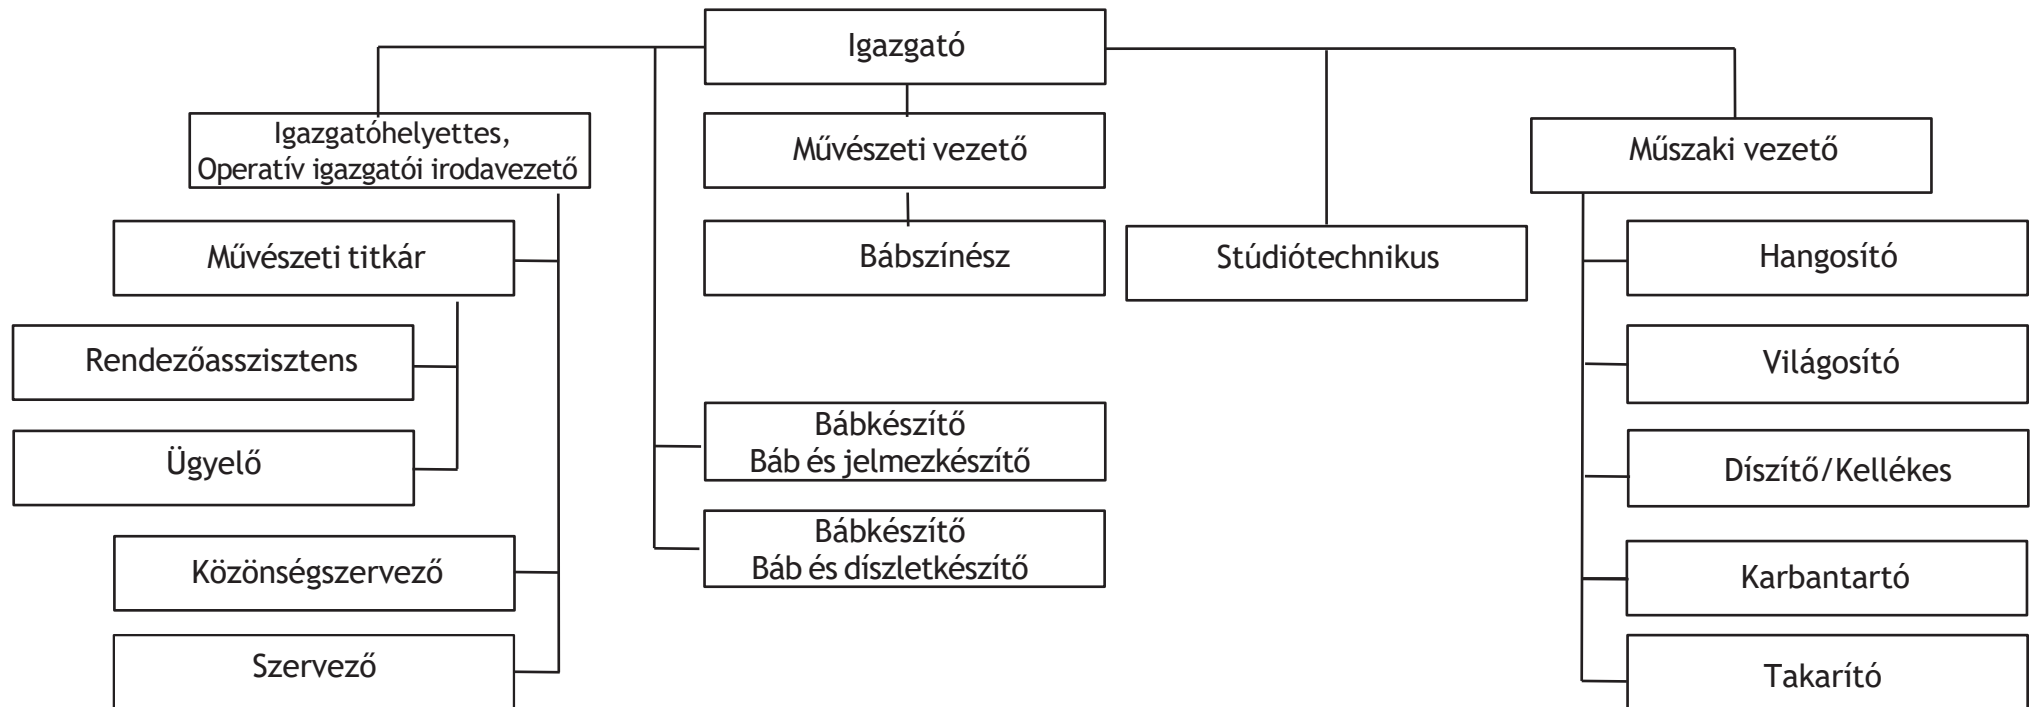 Igazgató
Igazgatóhelyettes,
Operatív igazgatói irodavezető
Művészeti vezető
Műszaki vezető
Művészeti titkár
Bábszínész
Stúdiótechnikus
Hangosító
Rendezőasszisztens
Világosító
Ügyelő
Bábkészítő
Báb és jelmezkészítő
Díszítő/Kellékes
Bábkészítő
Báb és díszletkészítő
Közönségszervező
Karbantartó
Szervező
Takarító